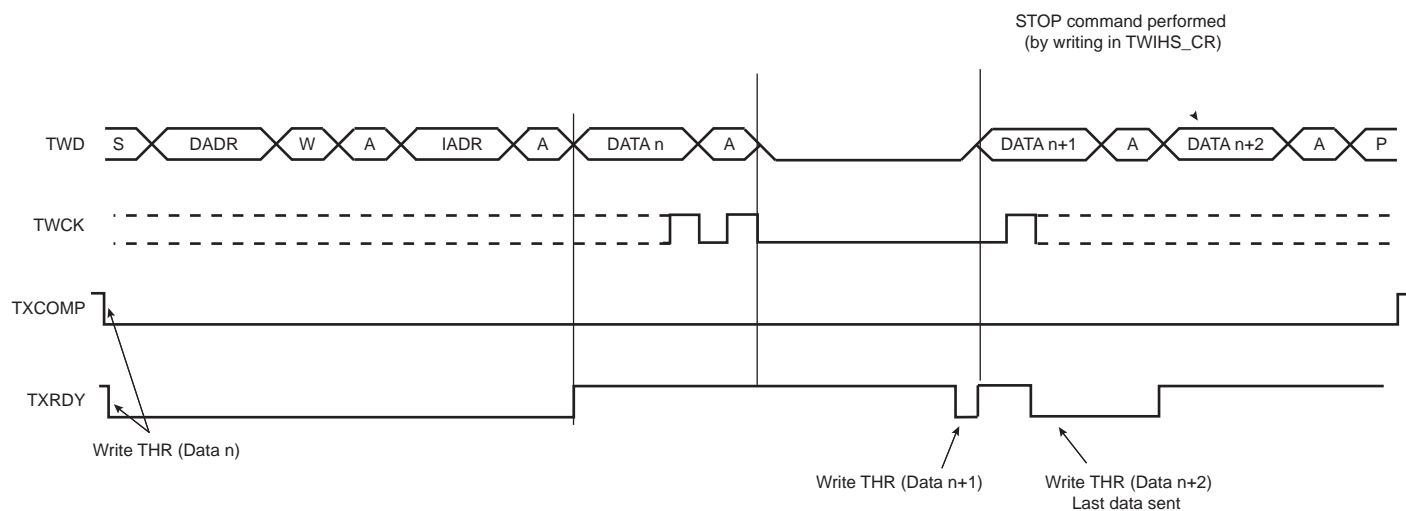 STOP command performed
(by writing in TWIHS_CR)
TWD S DADR W A IADR A DATA n A DATA n+1 A DATA n+2 A P
TWCK
TXCOMP
TXRDY
Write THR (Data n)
Write THR (Data n+1)
Write THR (Data n+2)
Last data sent